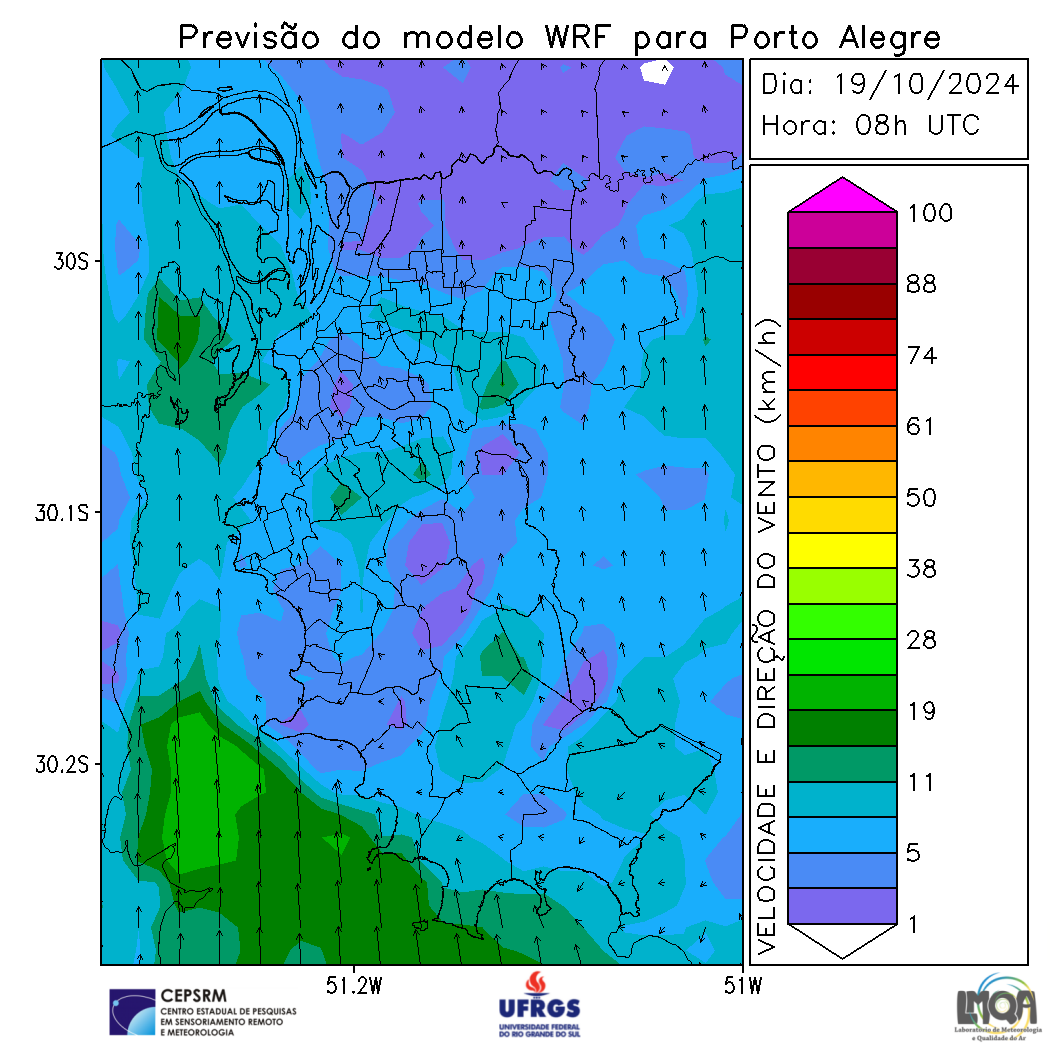 Previsão do modelo WRF para Porto Alegre
Dia: 19/10/2024
Hora: 08h UTC
30S
30.1S
30.2S
51.2W
51W
VELOCIDADE E DIREÇÃO DO VENTO (km/h)
100
88
74
61
50
38
28
19
11
5
1
CEPSRM
CENTRO ESTADUAL DE PESQUISAS
EM SENSORIAMENTO REMOTO
E METEOROLOGIA
UFRGS
UNIVERSIDADE FEDERAL
DO RIO GRANDE DO SUL
LMQA
Laboratório de Meteorologia
e Qualidade do Ar